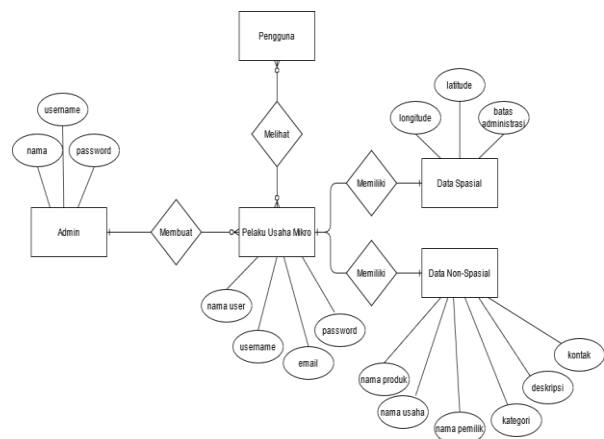 Pengguna
latitude
username
longitude
batas
administrasi
Melihat
nama
password
Memiliki
Data Spasial
Admin
Membuat
Pelaku Usaha Mikro
Memiliki
Data Non-Spasial
nama user
password
username
email
kontak
nama produk
deskripsi
nama usaha
kategori
nama pemilik